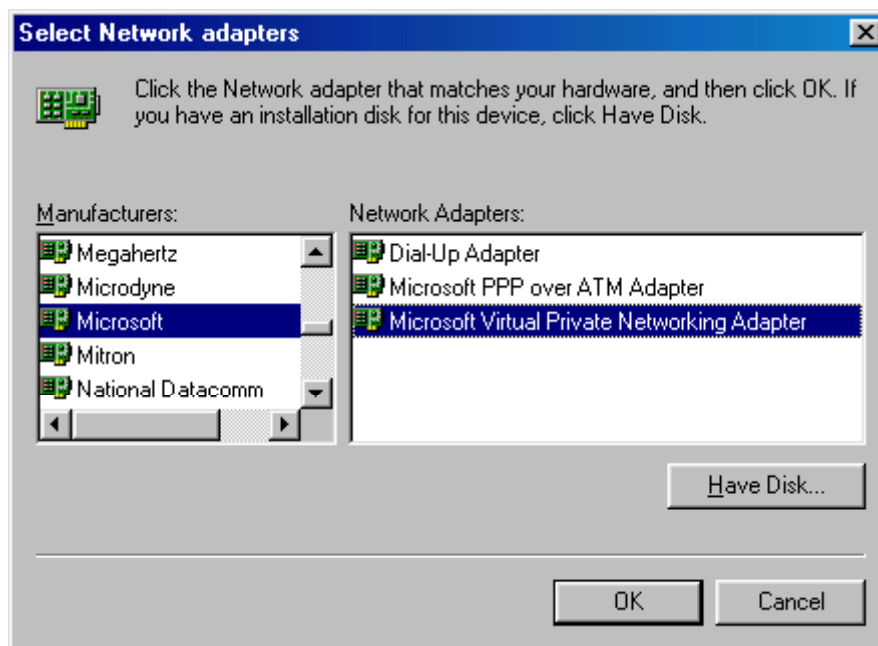 Select Network adapters
Click the Network adapter that matches your hardware, and then click OK. If
you have an installation disk for this device, click Have Disk.
Manufacturers:
Megahertz
Microdyne
Microsoft
Mitron
National Datacomm
Network Adapters:
Dial-Up Adapter
Microsoft PPP over ATM Adapter
Microsoft Virtual Private Networking Adapter
Have Disk...
OK
Cancel